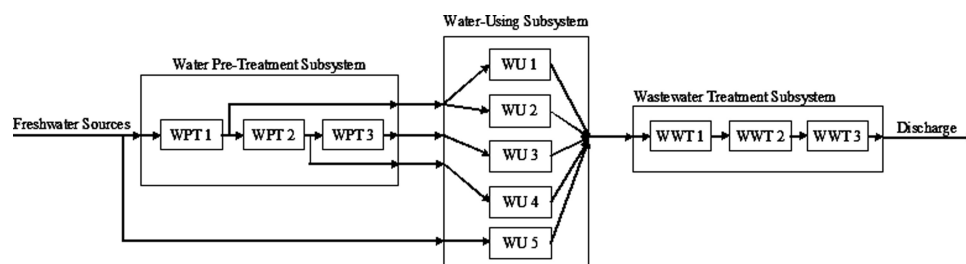 Water-Using Subsystem
Water Pre-Treatment Subsystem
WU 1
Wastewater Treatment Subsystem
WU 2
Freshwater Sources
WPT 1
WPT 2
WPT 3
WWT 1
WWT 2
WWT 3
Discharge
WU 3
WU 4
WU 5